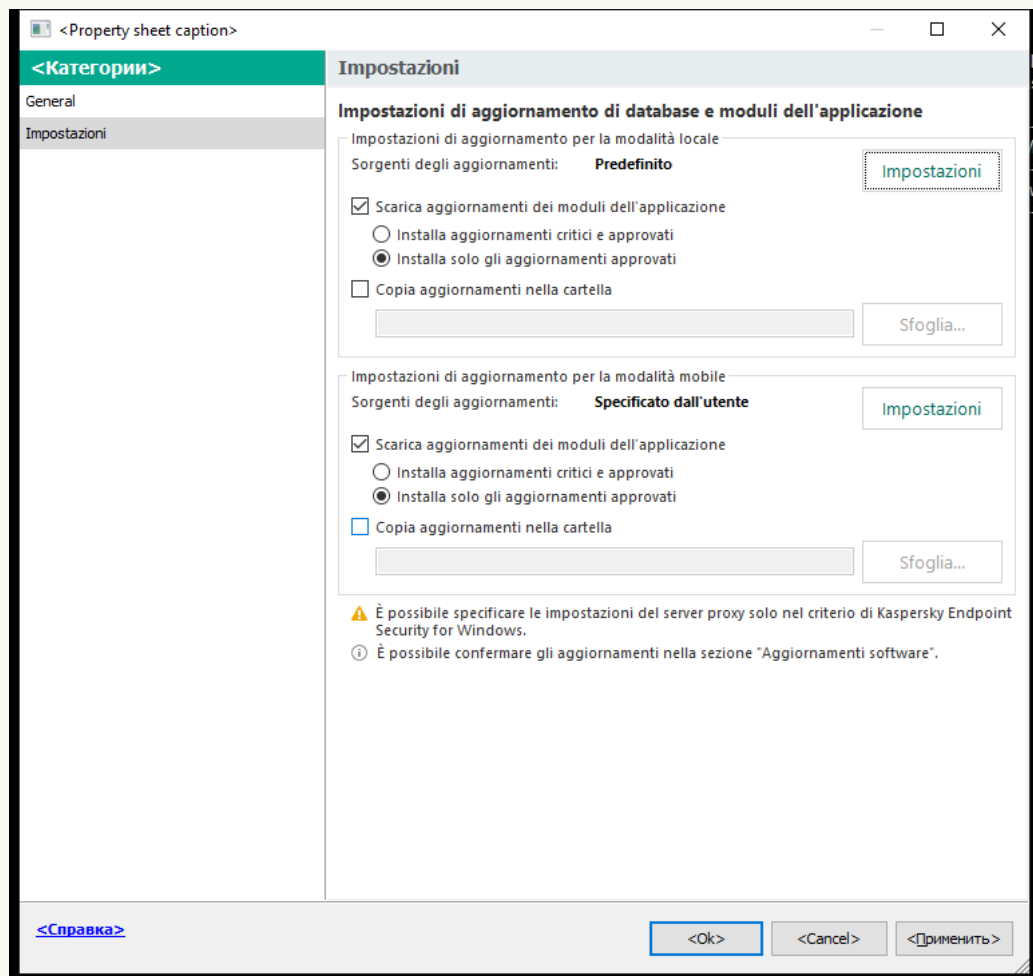 <Property sheet caption>
<Категории>
General
Impostazioni
Impostazioni
Impostazioni di aggiornamento di database e moduli dell'applicazione
Impostazioni di aggiornamento per la modalità locale
Sorgenti degli aggiornamenti: Predefinito
Impostazioni
Scarica aggiornamenti dei moduli dell'applicazione
Installa aggiornamenti critici e approvati
Installa solo gli aggiornamenti approvati
Copia aggiornamenti nella cartella
Sfoglia...
Impostazioni di aggiornamento per la modalità mobile
Sorgenti degli aggiornamenti: Specificato dall'utente
Impostazioni
Scarica aggiornamenti dei moduli dell'applicazione
Installa aggiornamenti critici e approvati
Installa solo gli aggiornamenti approvati
Copia aggiornamenti nella cartella
Sfoglia...
È possibile specificare le impostazioni del server proxy solo nel criterio di Kaspersky Endpoint
Security for Windows.
È possibile confermare gli aggiornamenti nella sezione "Aggiornamenti software".
<Справка>
<Ok>
<Cancel>
<Применить>